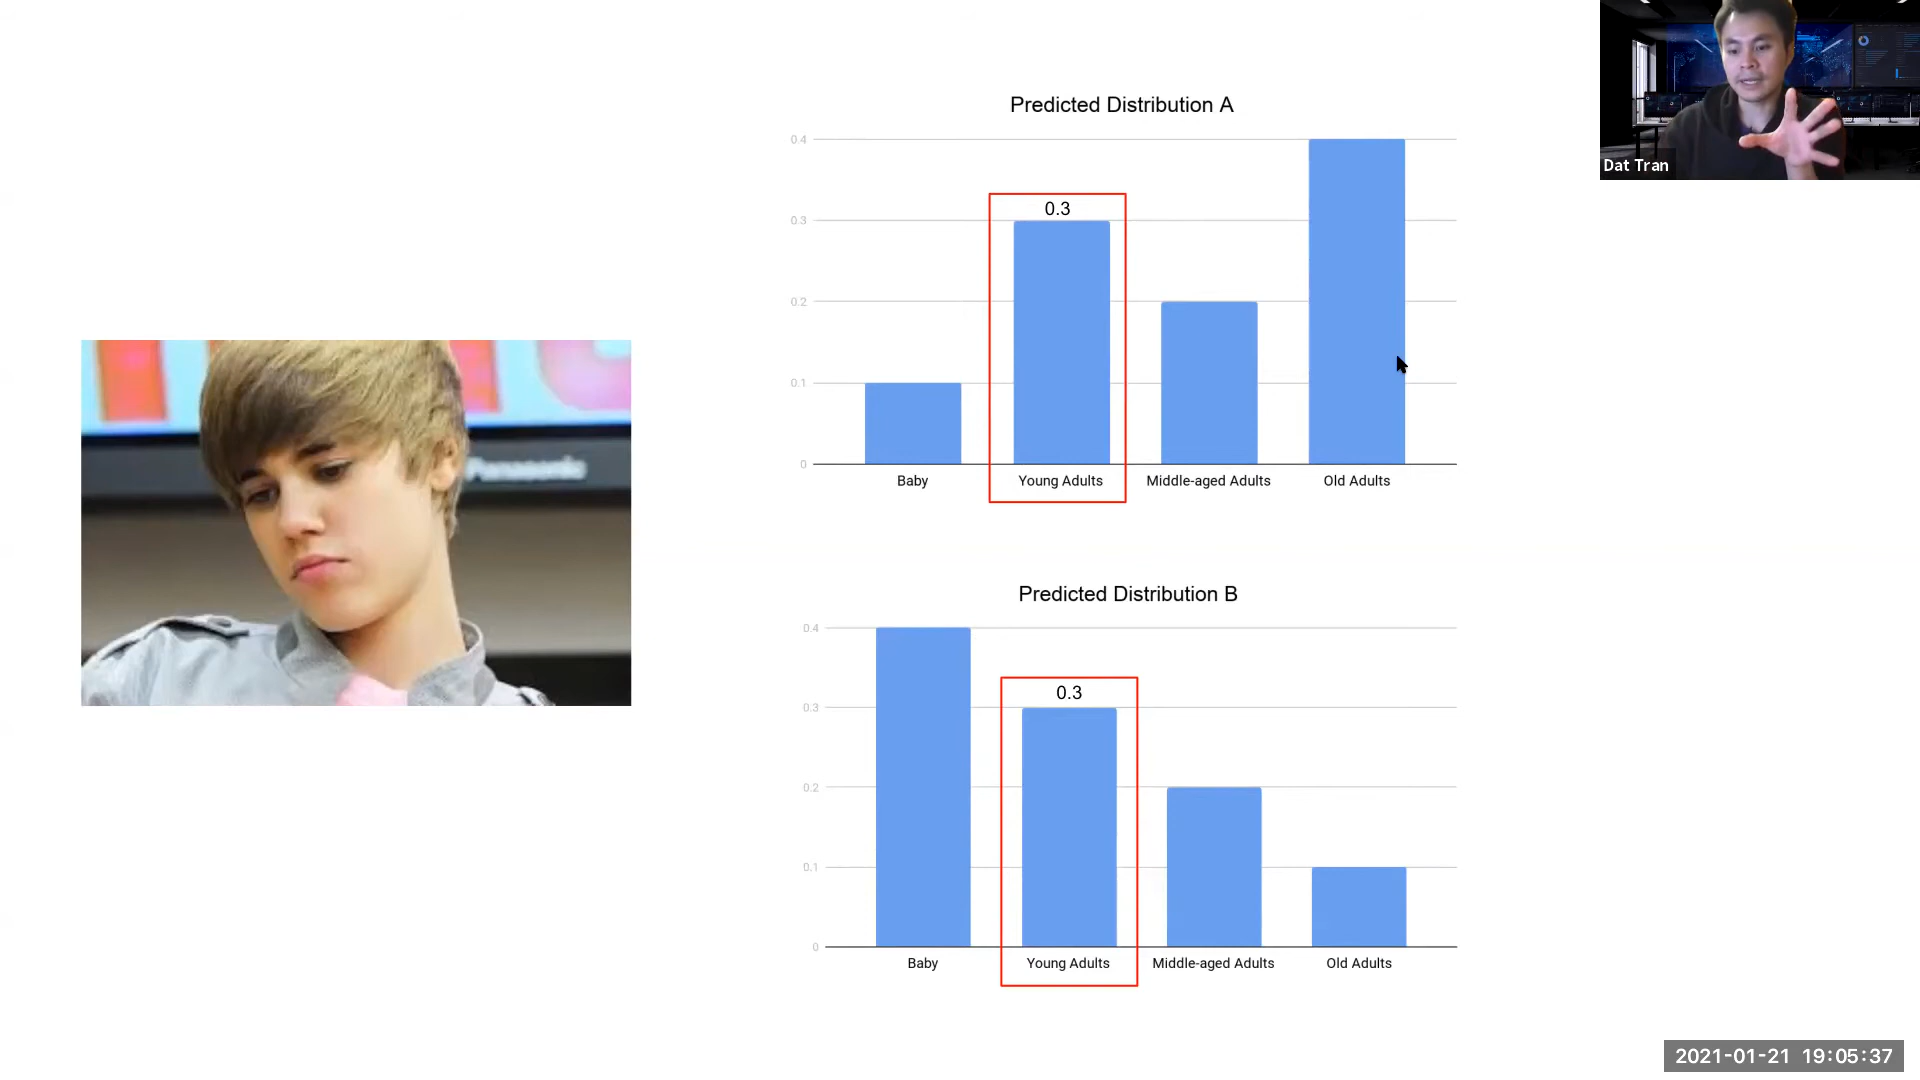 Predicted Distribution A
0.4
0.3
0.3
0.2
0.1
0
Baby Young Adults Middle-aged Adults Old Adults
Dat Tran
Panasonic
Predicted Distribution B
0.4
0.3
0.3
0.2
0.1
0
Baby Young Adults Middle-aged Adults Old Adults
2021-01-21 19:05:37